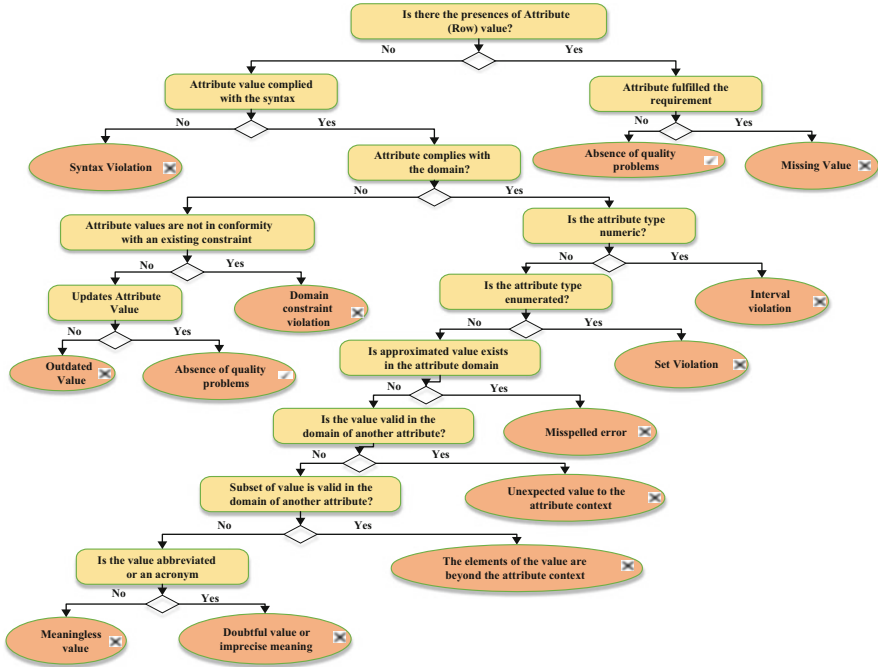 Is there the presences of Attribute
(Row) value?
No
Yes
Attribute value complied
with the syntax
Attribute fulfilled the
requirement
No
Yes
No
Yes
Syntax Violation
Attribute complies with
the domain?
Absence of quality
problems
Missing Value
No
Yes
Attribute values are not in conformity
with an existing constraint
Is the attribute type
numeric?
No
Yes
No
Yes
Updates Attribute
Value
Domain
constraint
violation
Is the attribute type
enumerated?
Interval
violation
No
Yes
No
Yes
Outdated
Value
Absence of quality
problems
Is approximated value exists
in the attribute domain
Set Violation
No
Yes
Is the value valid in the
domain of another attribute?
Misspelled error
No
Yes
Subset of value is valid in the
domain of another attribute?
Unexpected value to the
attribute context
No
Yes
Is the value abbreviated
or an acronym
The elements of the value are
beyond the attribute context
No
Yes
Meaningless
value
Doubtful value or
imprecise meaning